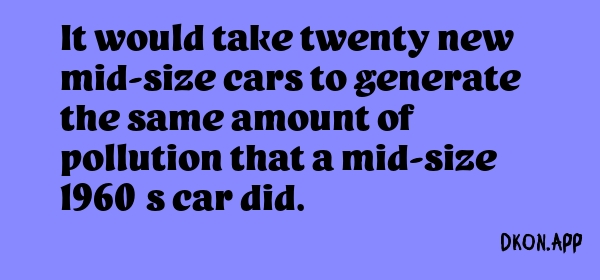 It would take twenty new
mid-size cars to generate
the same amount of
pollution that a mid-size
1960 s car did.
DKON.APP